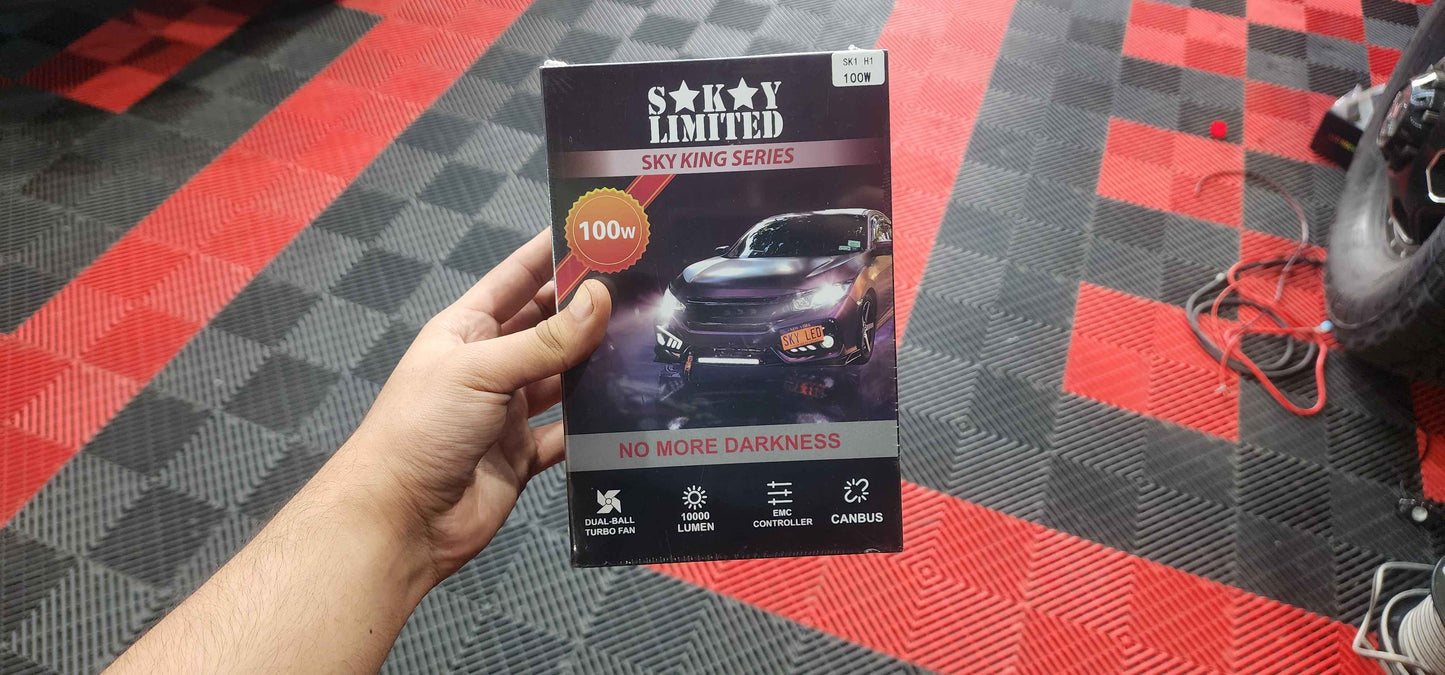 SK1 H1
100W
S★K★Y
LIMITED
SKY KING SERIES
100W
SKY LED
NO MORE DARKNESS
DUAL-BALL
TURBO FAN
10000
LUMEN
EMC
CONTROLLER
CANBUS